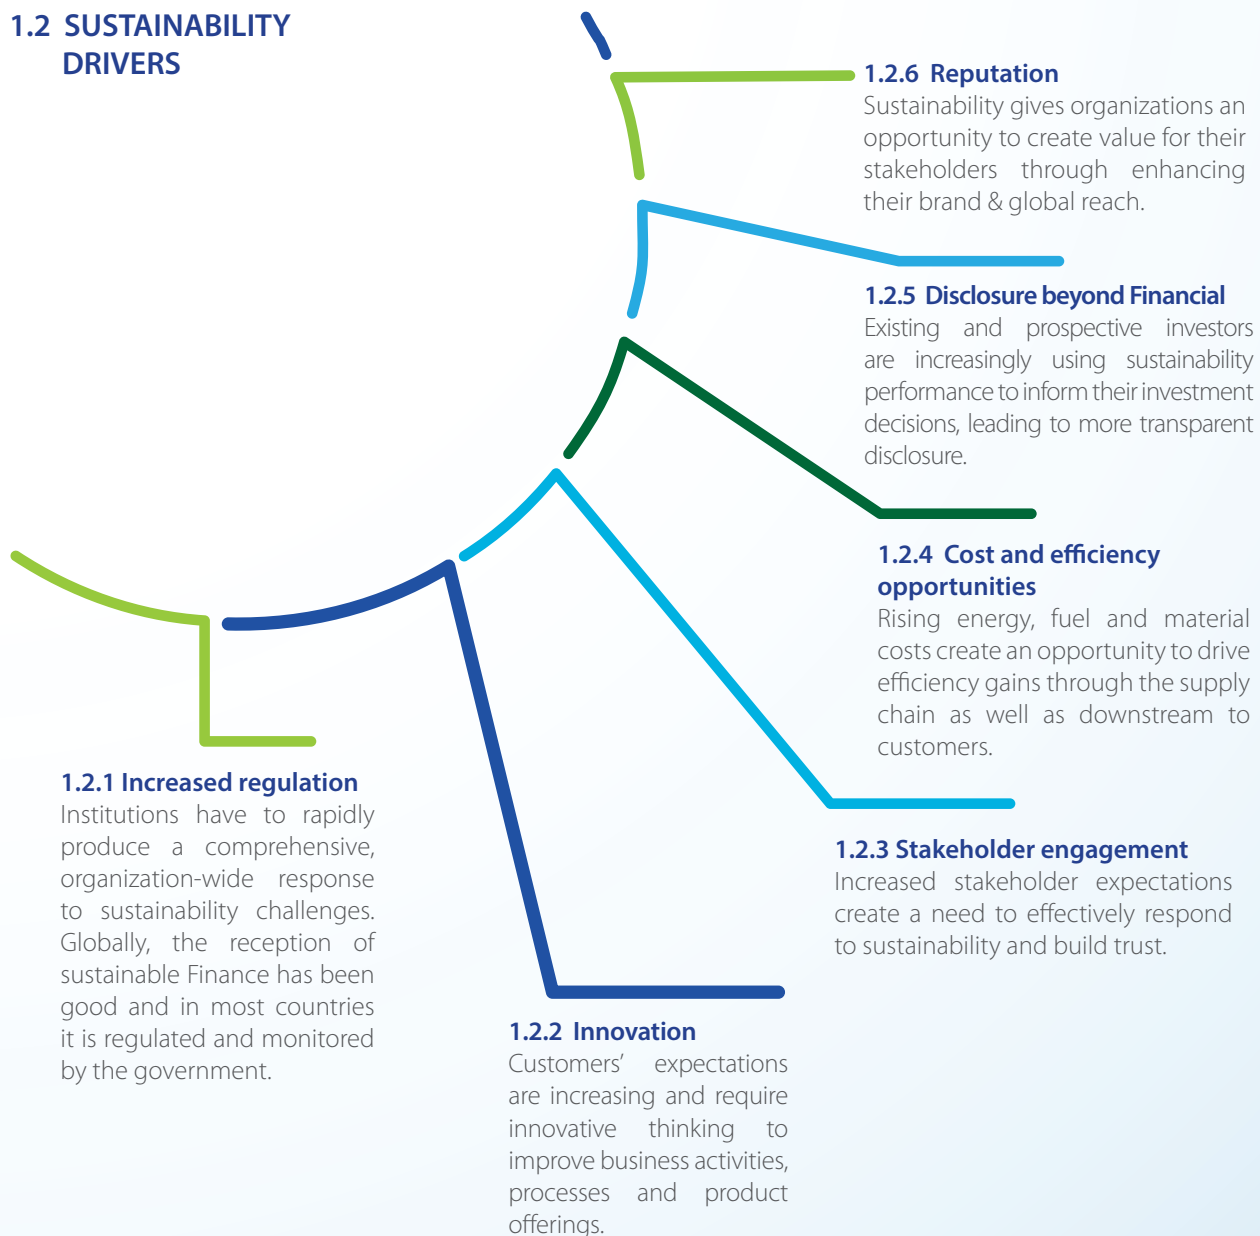 1.2 SUSTAINABILITY
DRIVERS
1.2.6 Reputation
Sustainability gives organizations an
opportunity to create value for their
stakeholders through enhancing
their brand & global reach.
1.2.5 Disclosure beyond Financial
Existing and prospective investors
are increasingly using sustainability
performance to inform their investment
decisions, leading to more transparent
disclosure.
1.2.4 Cost and efficiency
opportunities
Rising energy, fuel and material
costs create an opportunity to drive
efficiency gains through the supply
chain as well as downstream to
customers.
1.2.3 Stakeholder engagement
Increased stakeholder expectations
create a need to effectively respond
to sustainability and build trust.
1.2.1 Increased regulation
Institutions have to rapidly
produce a comprehensive,
organization-wide response
to sustainability challenges.
Globally, the reception of
sustainable Finance has been
good and in most countries
it is regulated and monitored
by the government.
1.2.2 Innovation
Customers’ expectations
are increasing and require
innovative thinking to
improve business activities,
processes and product
offerings.